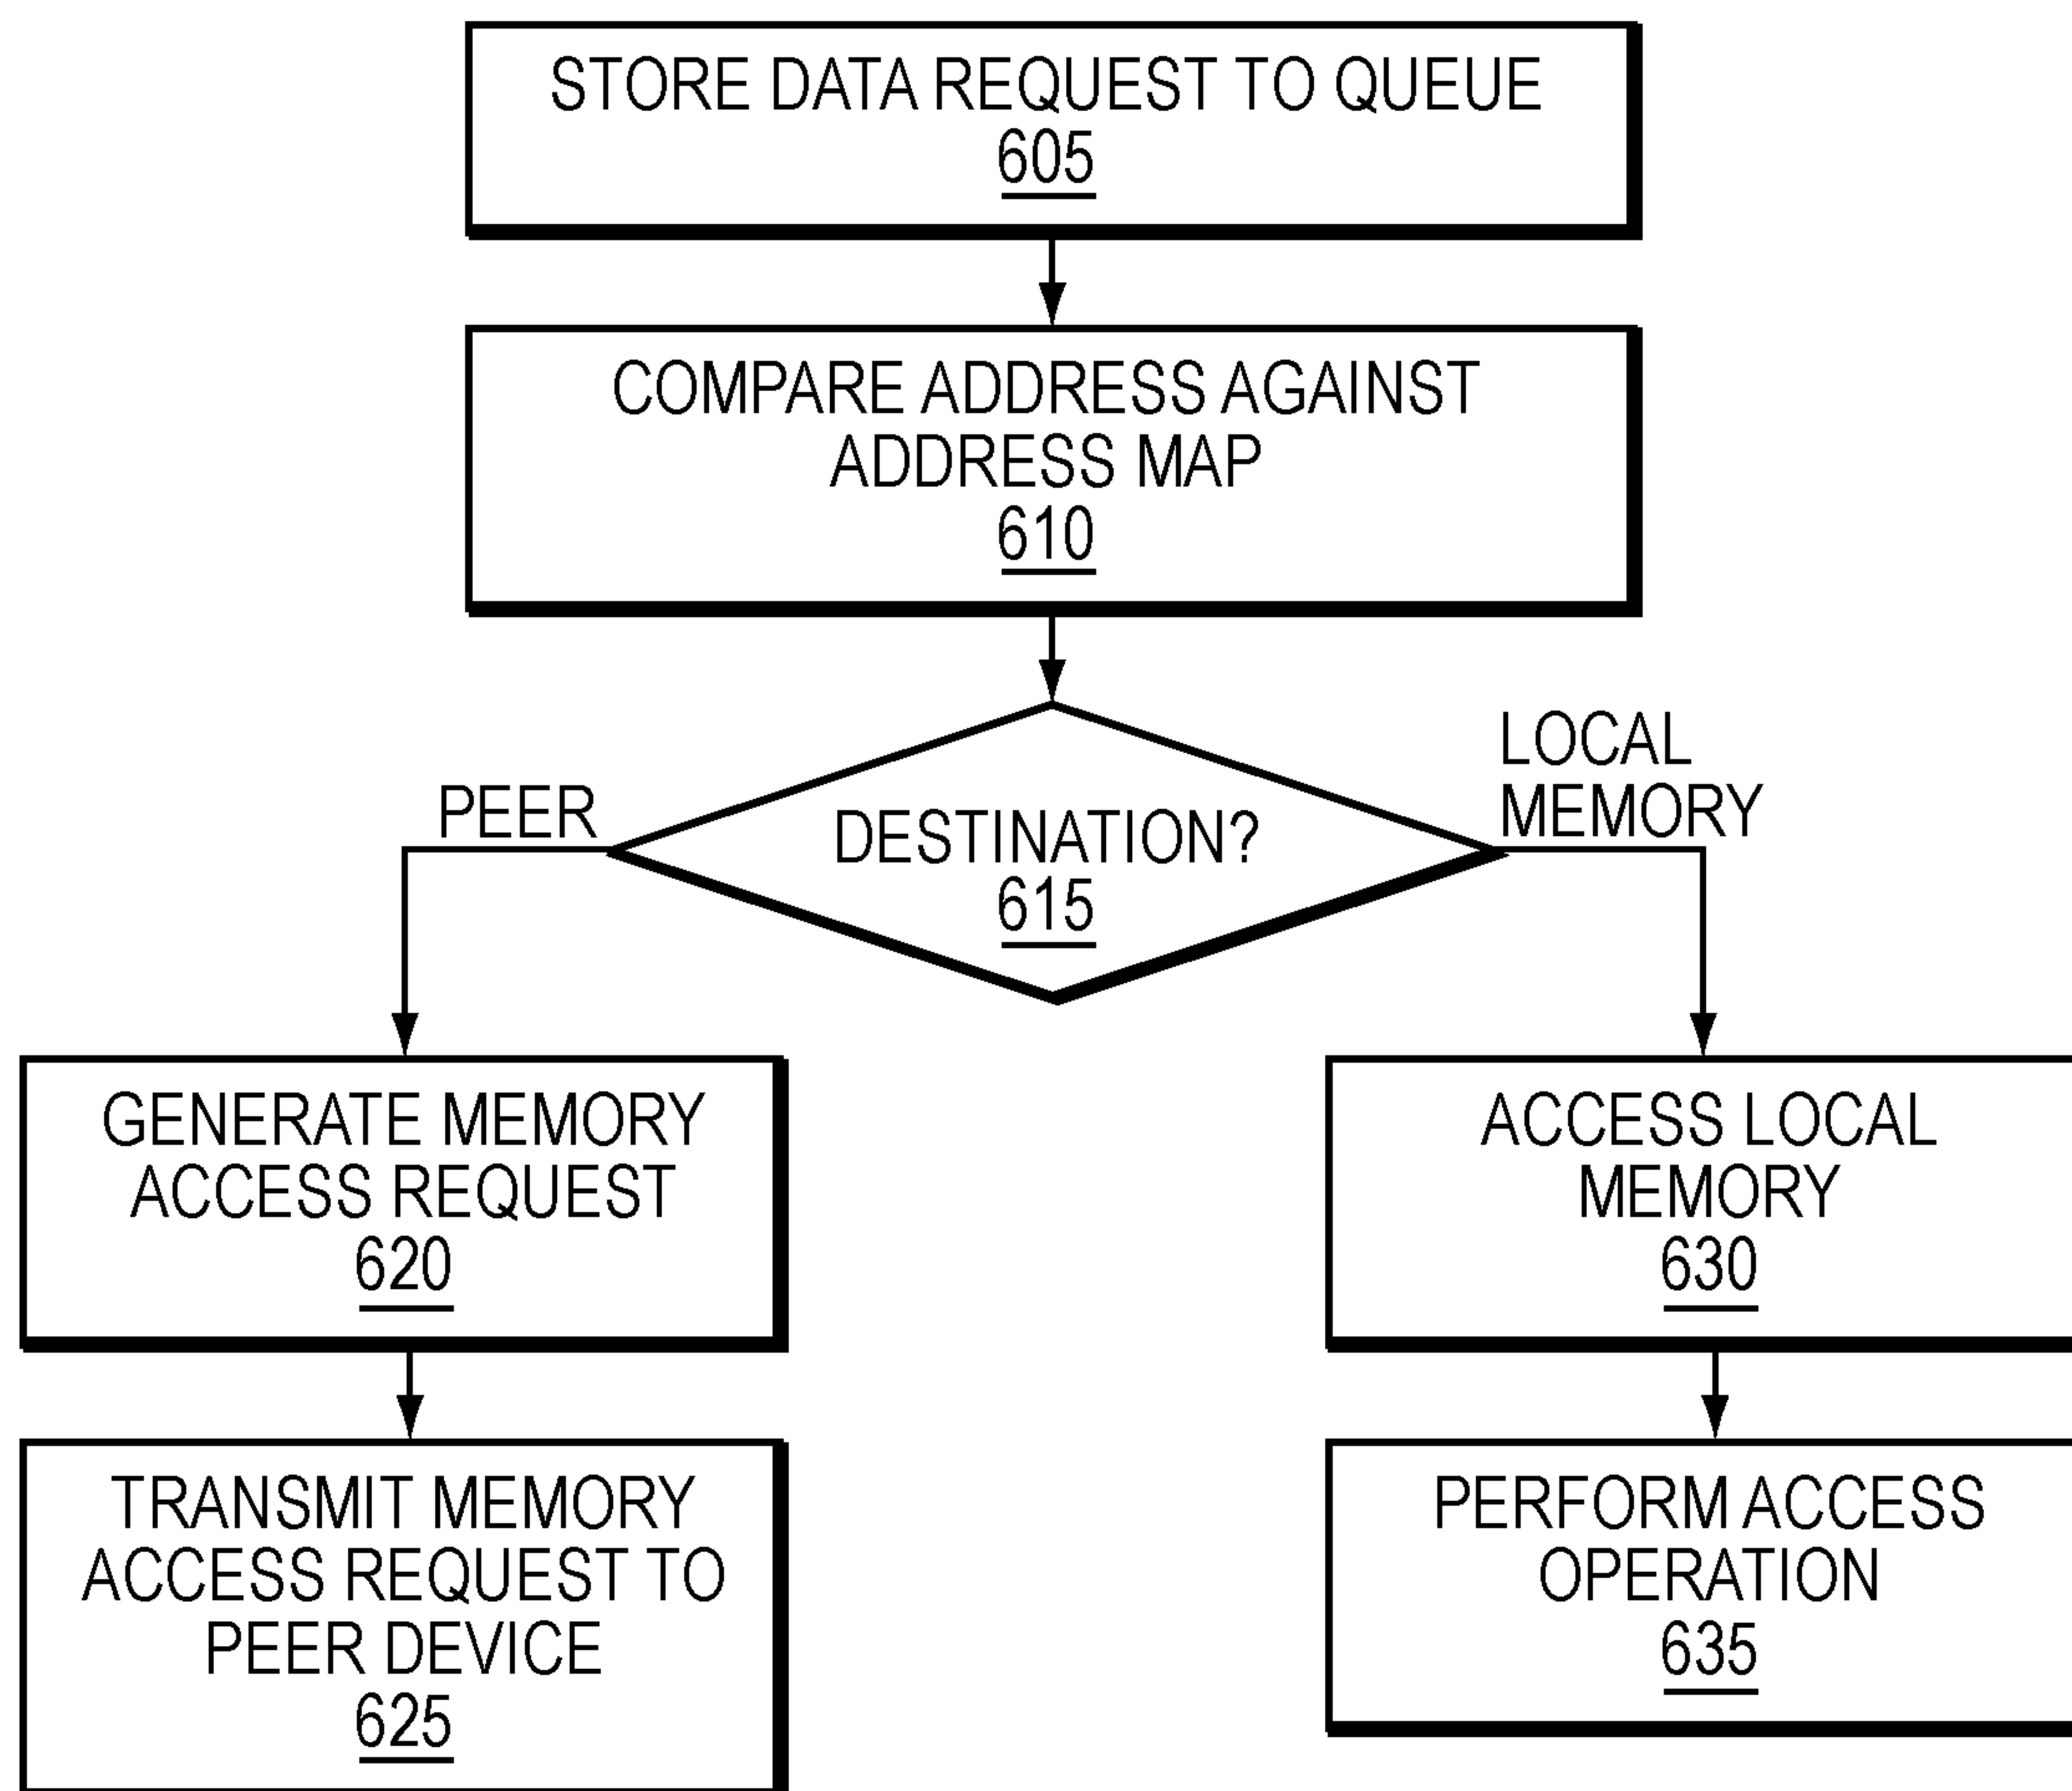 STORE DATA REQUEST TO QUEUE
605
COMPARE ADDRESS AGAINST
ADDRESS MAP
610
PEER
LOCAL
MEMORY
DESTINATION?
615
GENERATE MEMORY
ACCESS REQUEST
620
ACCESS LOCAL
MEMORY
630
TRANSMIT MEMORY
ACCESS REQUEST TO
PEER DEVICE
625
PERFORM ACCESS
OPERATION
635